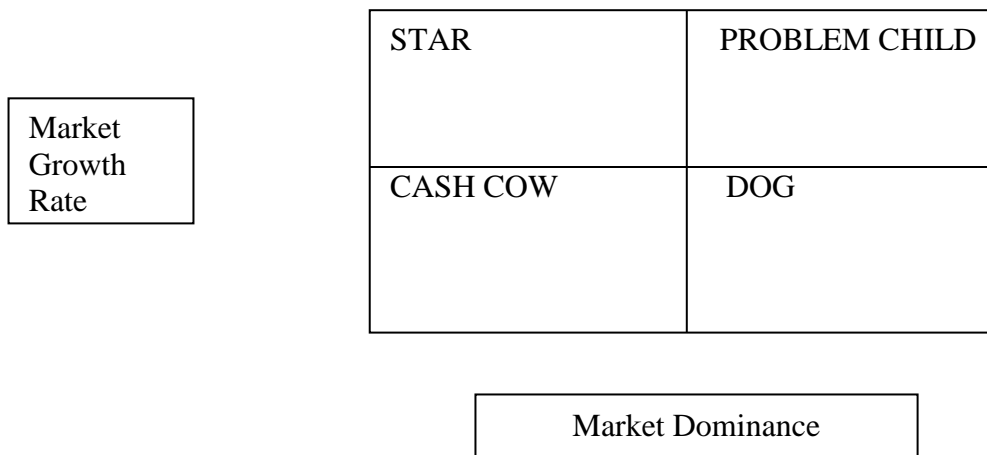 STAR
PROBLEM CHILD
Market
Growth
Rate
CASH COW
DOG
Market Dominance